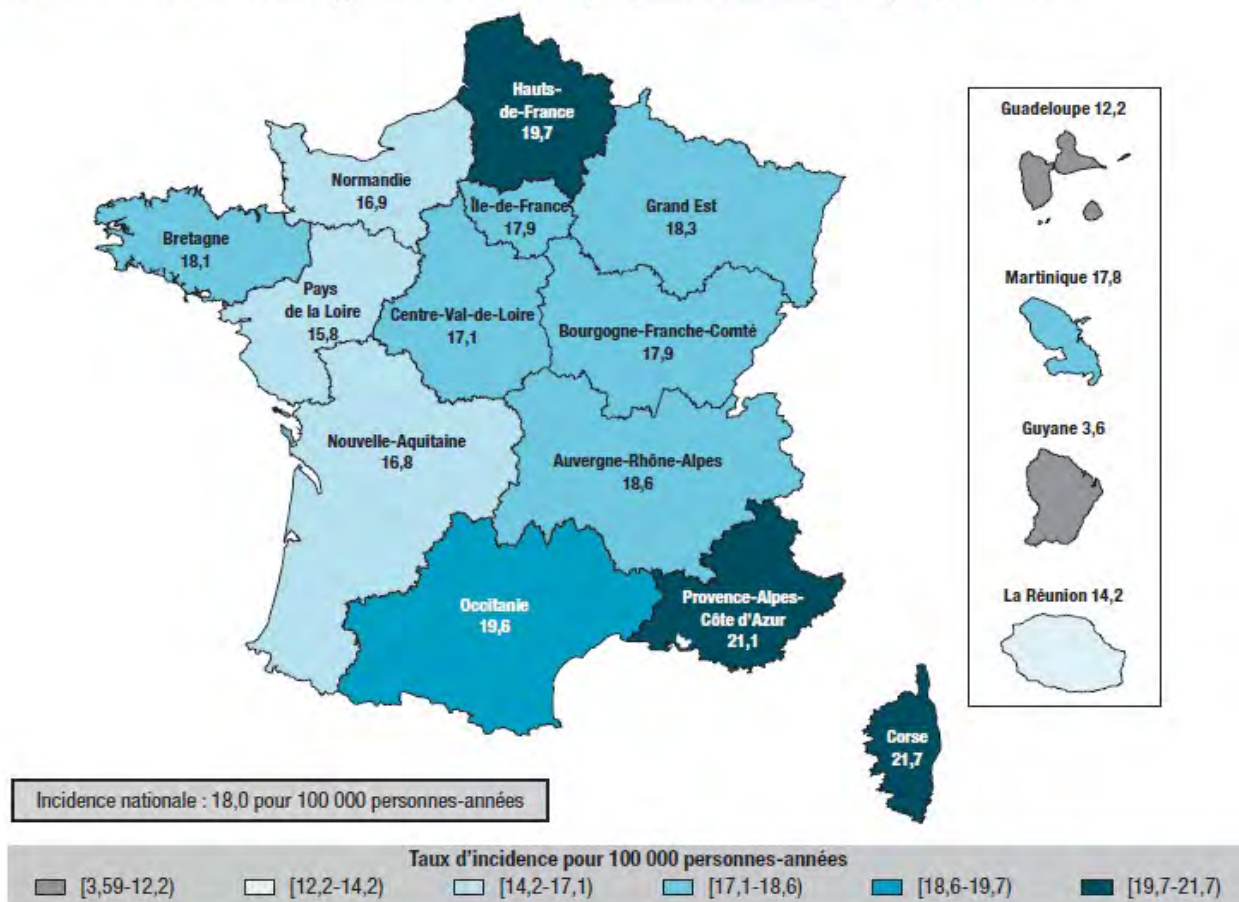 Hauts-
de-France
19,7
Normandie
16,9
Île-de-France
17,9
Grand Est
18,3
Bretagne
18,1
Pays
de la Loire
15,8
Centre-Val-de-Loire
17,1
Bourgogne-Franche-Comté
17,9
Nouvelle-Aquitaine
16,8
Auvergne-Rhône-Alpes
18,6
Occitanie
19,6
Provence-Alpes-
Côte d'Azur
21,1
Corse
21,7
Guadeloupe 12,2
Martinique 17,8
Guyane 3,6
La Réunion 14,2
Incidence nationale : 18,0 pour 100 000 personnes-années
Taux d'incidence pour 100 000 personnes-années
[3,59-12,2) [12,2-14,2) [14,2-17,1) [17,1-18,6) [18,6-19,7) [19,7-21,7)